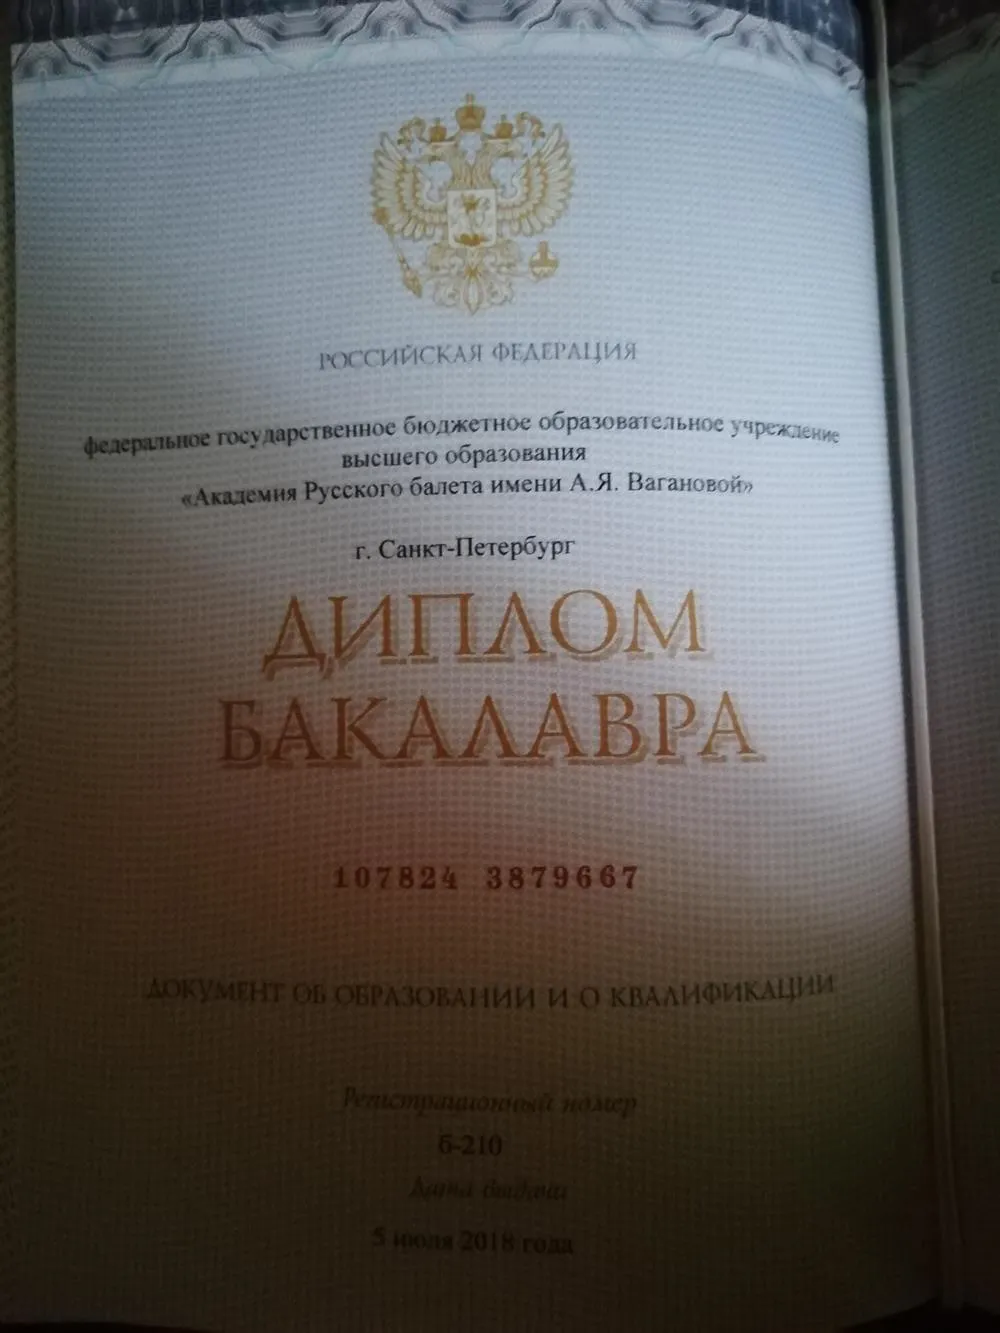 РОССИЙСКАЯ ФЕДЕРАЦИЯ
федеральное государственное бюджетное образовательное учреждение
высшего образования
«Академия Русского балета имени А.Я. Вагановой»
г. Санкт-Петербург
ДИПЛОМ
БАКАЛАВРА
107824 3879667
ДОКУМЕНТ ОБ ОБРАЗОВАНИИ И О КВАЛИФИКАЦИИ
Регистрационный номер
б-210
Дата выдачи
5 июля 2018 года